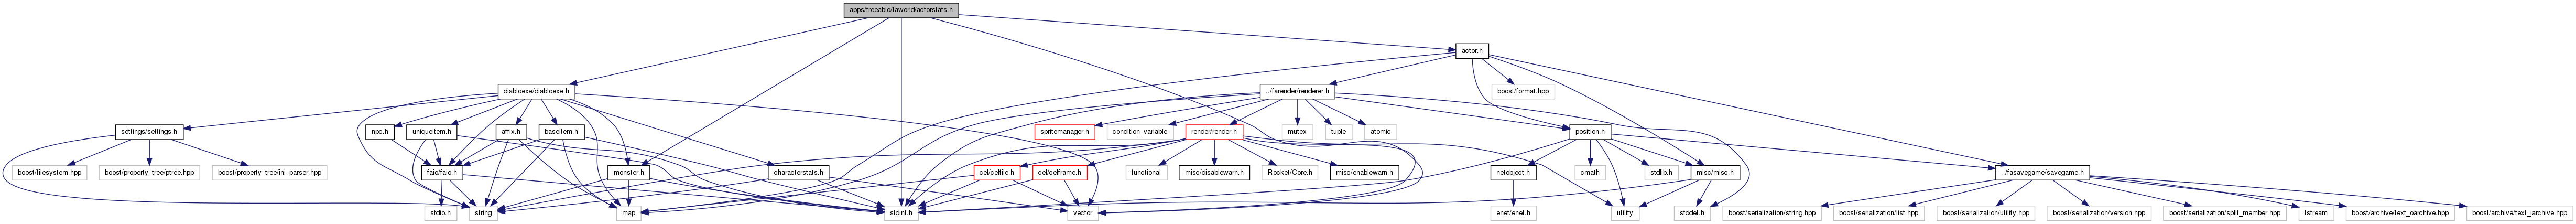 apps/freeablo/faworld/actorstats.h
actor.h
diabloexe/diabloexe.h
../farender/renderer.h
boost/format.hpp
settings/settings.h
npc.h
uniqueitem.h
affix.h
baseitem.h
spritemanager.h
condition_variable
render/render.h
mutex
tuple
atomic
position.h
boost/filesystem.hpp
boost/property_tree/ptree.hpp
boost/property_tree/ini_parser.hpp
faio/faio.h
monster.h
characterstats.h
cel/celfile.h
cel/celframe.h
functional
misc/disablewarn.h
Rocket/Core.h
misc/enablewarn.h
netobject.h
cmath
stdlib.h
misc/misc.h
../fasavegame/savegame.h
stdio.h
string
map
stdint.h
vector
enet/enet.h
utility
stddef.h
boost/serialization/string.hpp
boost/serialization/list.hpp
boost/serialization/utility.hpp
boost/serialization/version.hpp
boost/serialization/split_member.hpp
fstream
boost/archive/text_oarchive.hpp
boost/archive/text_iarchive.hpp